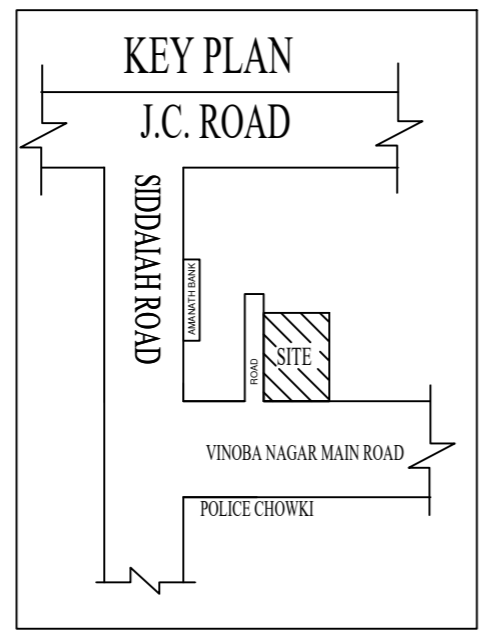 KEY PLAN
J.C. ROAD
SIDDAIAH ROAD
AMANATH BANK
ROAD
SITE
VINOBA NAGAR MAIN ROAD
POLICE CHOWKI